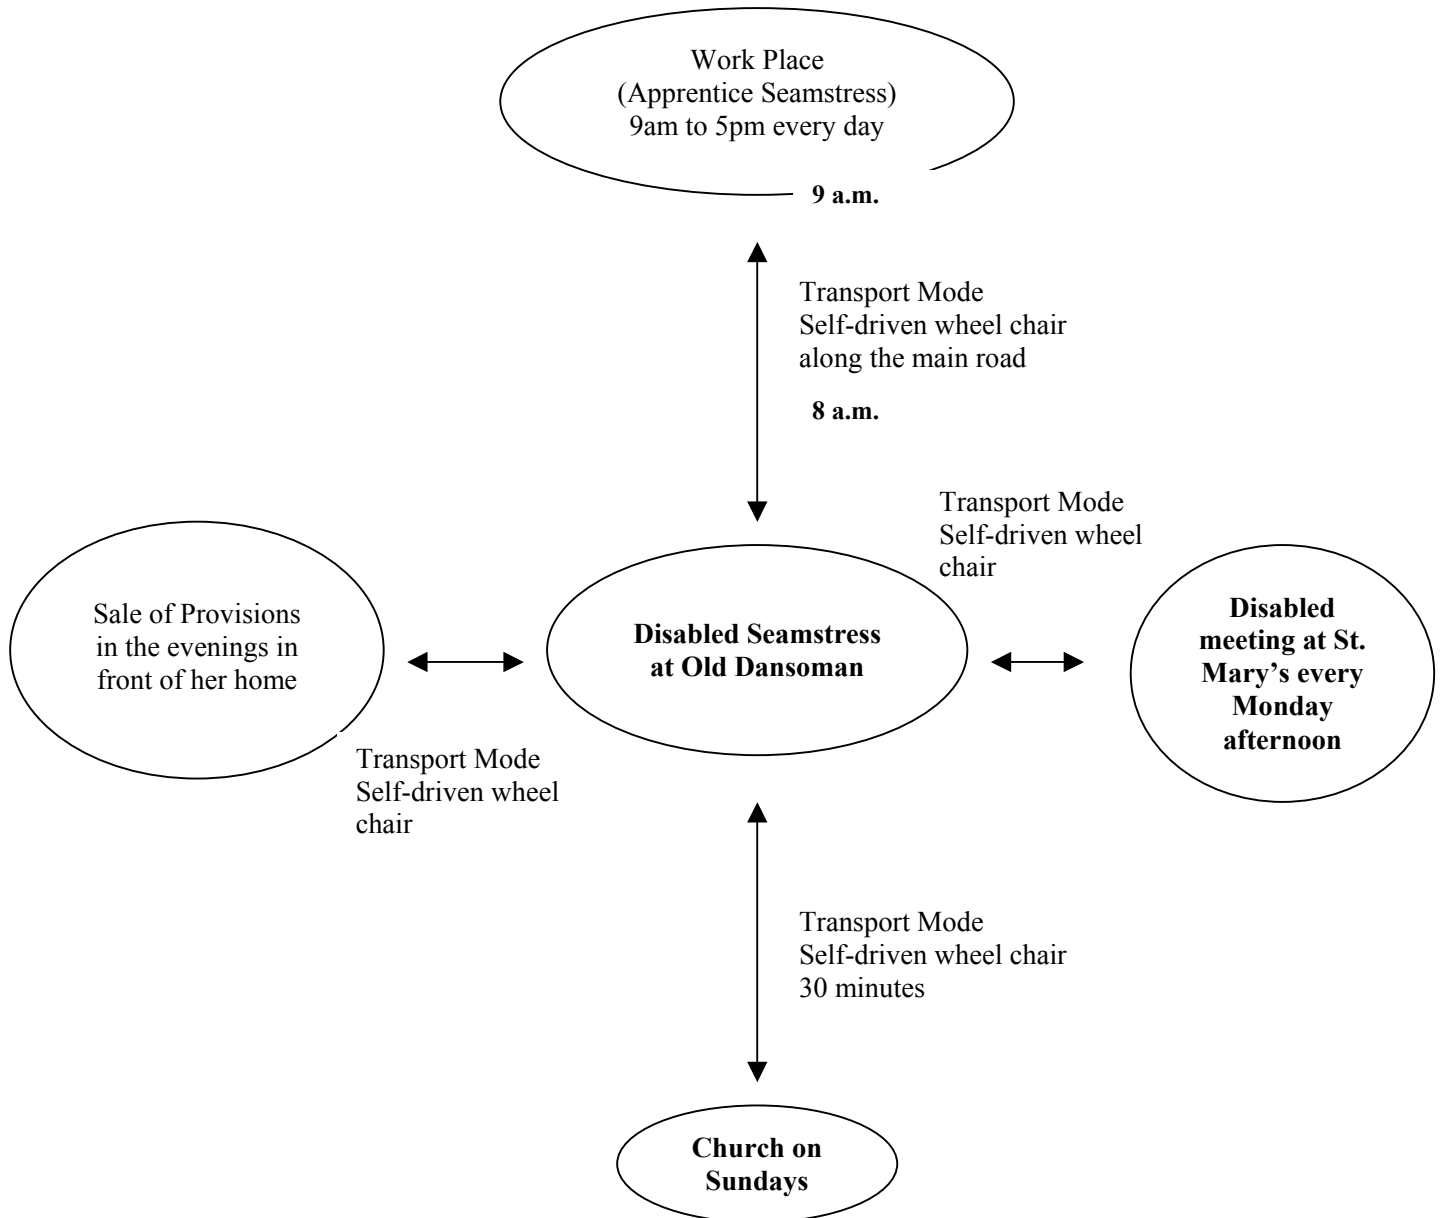 Work Place
(Apprentice Seamstress)
9am to 5pm every day
9 a.m.
Transport Mode
Self-driven wheel chair
along the main road
8 a.m.
Transport Mode
Self-driven wheel
chair
Sale of Provisions
in the evenings in
front of her home
Disabled Seamstress
at Old Dansoman
Disabled
meeting at St.
Mary’s every
Monday
afternoon
Transport Mode
Self-driven wheel
chair
Transport Mode
Self-driven wheel chair
30 minutes
Church on
Sundays